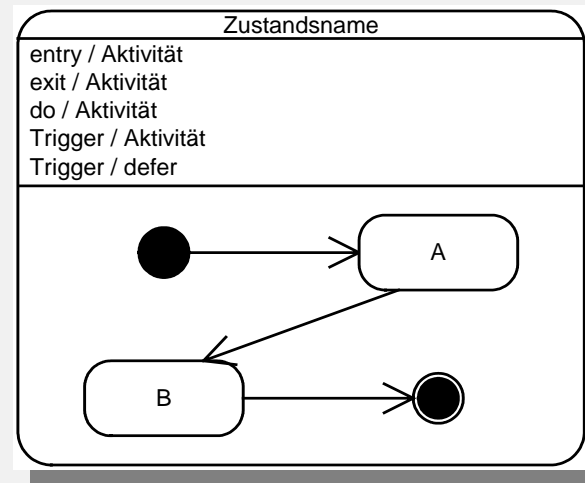 Zustandsname
entry / Aktivität
exit / Aktivität
do / Aktivität
Trigger / Aktivität
Trigger / defer
A
B